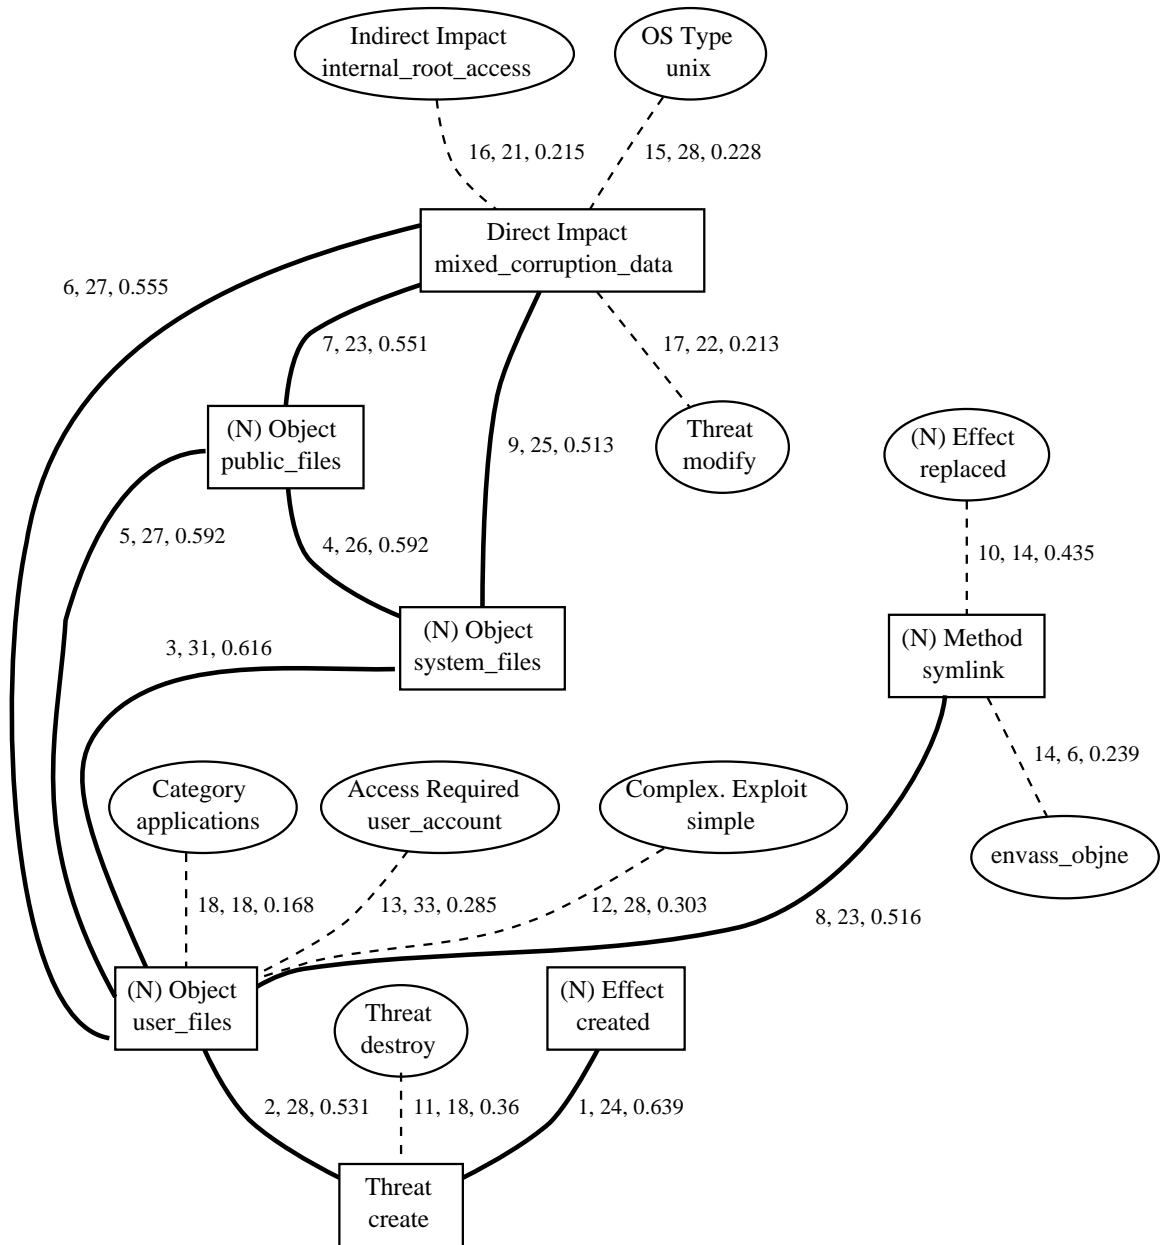 Indirect Impact
internal_root_access
OS Type
unix
16, 21, 0.215
15, 28, 0.228
Direct Impact
mixed_corruption_data
6, 27, 0.555
7, 23, 0.551
17, 22, 0.213
(N) Object
public_files
9, 25, 0.513
Threat
modify
(N) Effect
replaced
5, 27, 0.592
4, 26, 0.592
10, 14, 0.435
(N) Object
system_files
3, 31, 0.616
(N) Method
symlink
14, 6, 0.239
Category
applications
Access Required
user_account
Complex. Exploit
simple
envass_objne
18, 18, 0.168
13, 33, 0.285
12, 28, 0.303
8, 23, 0.516
(N) Object
user_files
Threat
destroy
(N) Effect
created
2, 28, 0.531
11, 18, 0.36
1, 24, 0.639
Threat
create